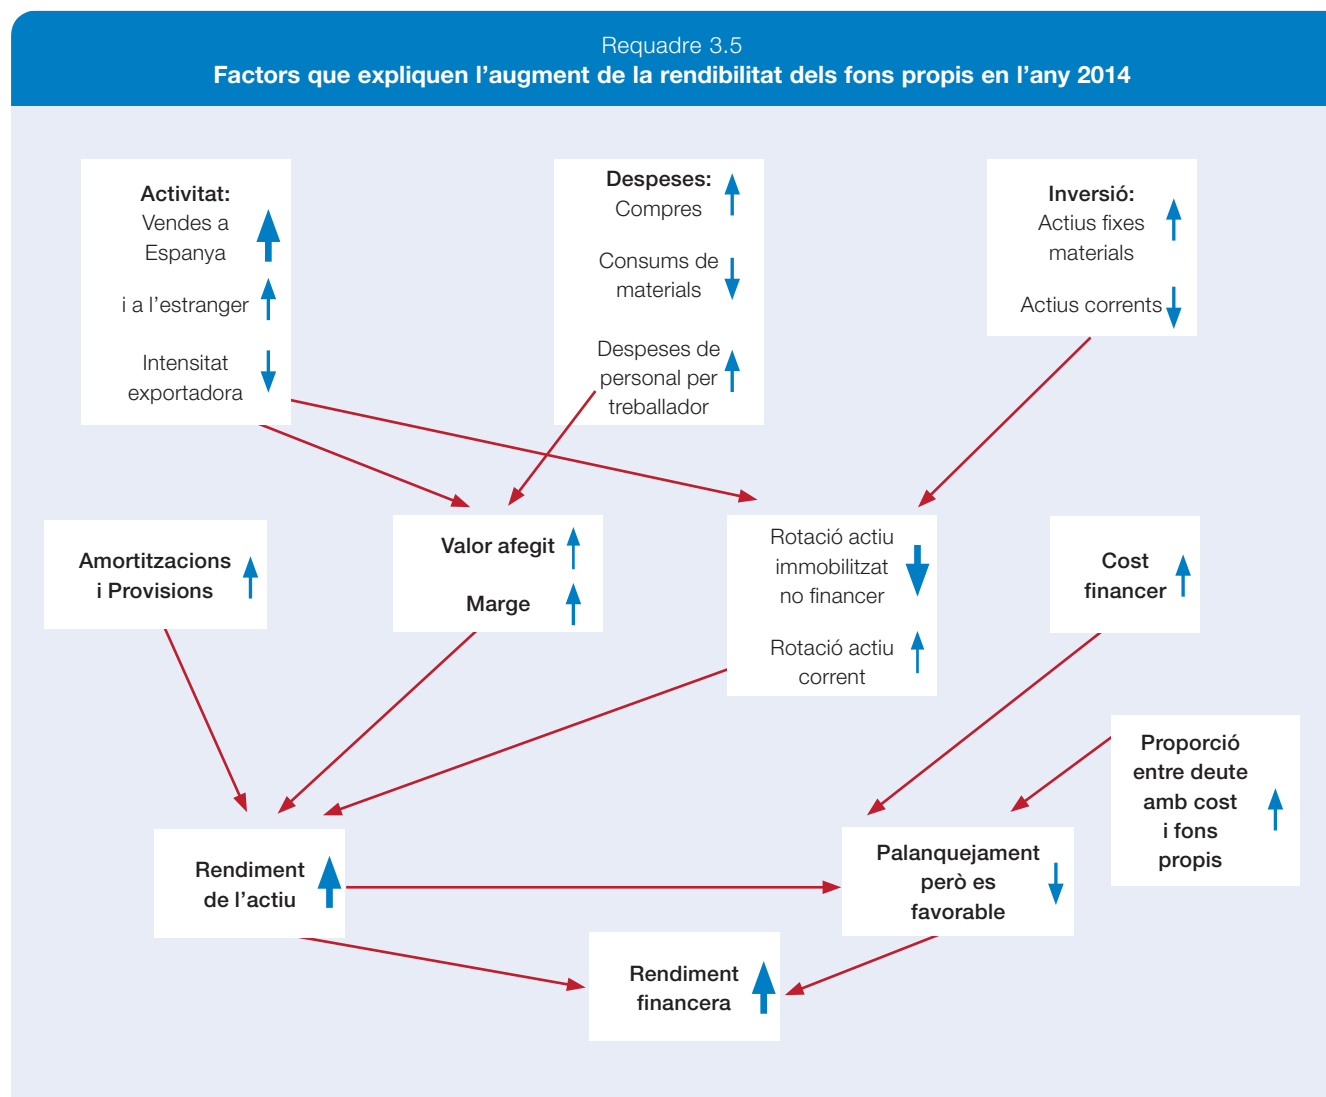 Requadre 3.5
Factors que expliquen l’augment de la rendibilitat dels fons propis en l’any 2014
Activitat:
Vendes a
Espanya
i a l’estranger
Intensitat
exportadora
Despeses:
Compres
Consums de
materials
Despeses de
personal per
treballador
Inversió:
Actius fixes
materials
Actius corrents
Amortitzacions
i Provisions
Valor afegit
Marge
Rotació actiu
immobilitzat
no financer
Rotació actiu
corrent
Cost
financer
Proporció
entre deute
amb cost
i fons
propis
Rendiment
de l’actiu
Palanquejament
però es
favorable
Rendiment
financera